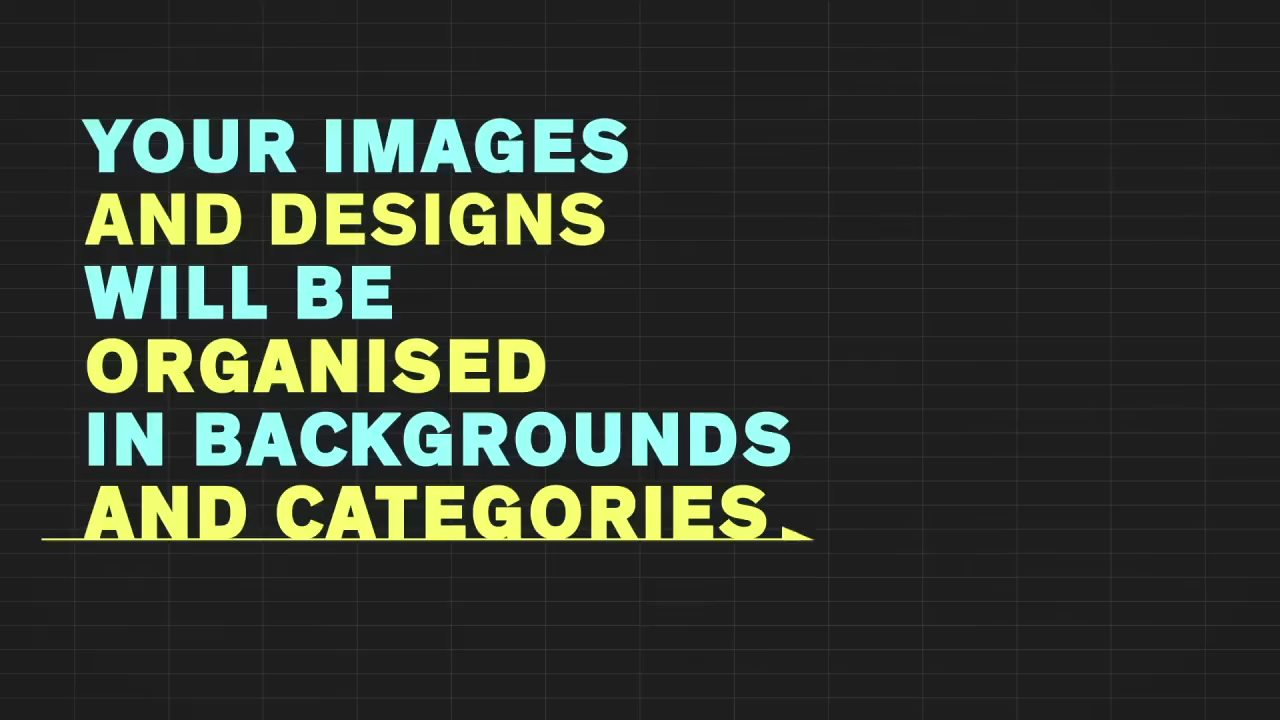 YOUR IMAGES
AND DESIGNS
WILL BE
ORGANISED
IN BACKGROUNDS
AND CATEGORIES